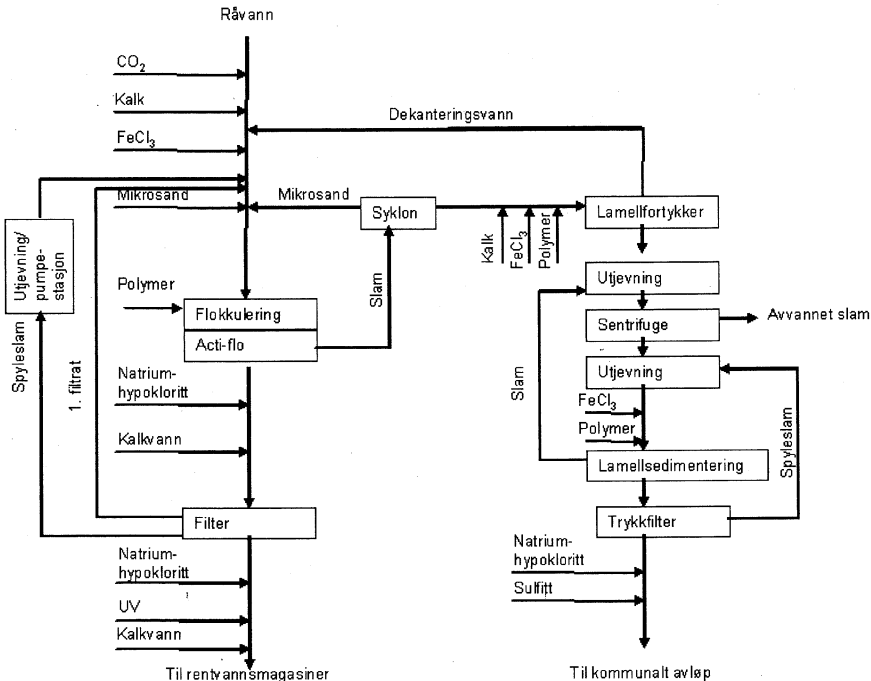 Råvann
CO2
Kalk
FeCl3
Mikrosand
Utjevning/
pumpe-
stasjon
Spyleslam
1. filtrat
Polymer
Flokkulering
Acti-flo
Natrium-
hypokloritt
Kalkvann
Filter
Natrium-
hypokloritt
UV
Kalkvann
Til rentvannsmagasiner
Dekanteringsvann
Mikrosand
Syklon
Slam
Kalk
FeCl3
Polymer
Lamellfortykker
Utjevning
Sentrifuge
Avvannet slam
Utjevning
FeCl3
Polymer
Slam
Spyleslam
Lamellsedimentering
Trykkfilter
Natrium-
hypokloritt
Sulfitt
Til kommunalt avløp